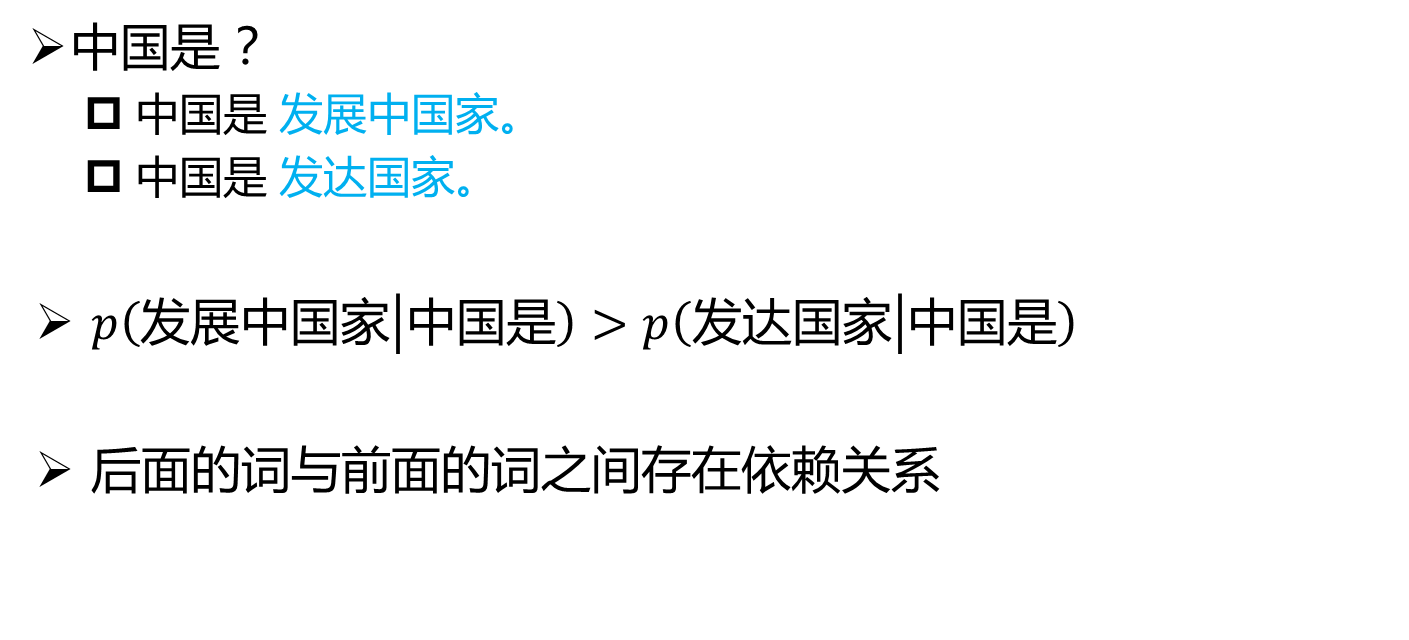 ➢中国是？
❑ 中国是 发展中国家。
❑ 中国是 发达国家。
➢ p(发展中国家|中国是) > p(发达国家|中国是)
➢ 后面的词与前面的词之间存在依赖关系